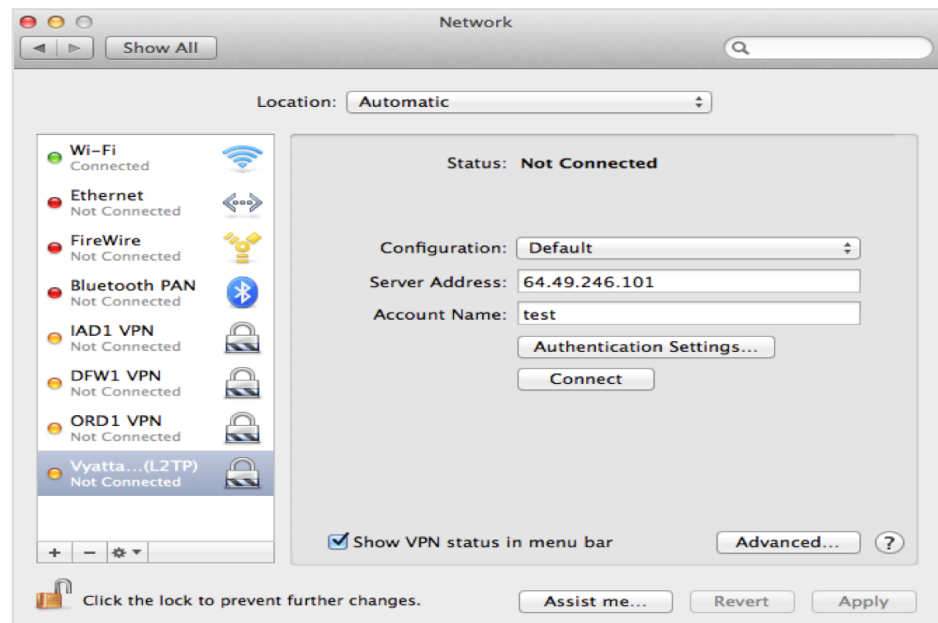 Network
Show All
Location: Automatic
Wi-Fi
Connected
Ethernet
Not Connected
FireWire
Not Connected
Bluetooth PAN
Not Connected
IAD1 VPN
Not Connected
DFW1 VPN
Not Connected
ORD1 VPN
Not Connected
Vyatta...(L2TP)
Not Connected
Status: Not Connected
Configuration: Default
Server Address: 64.49.246.101
Account Name: test
Authentication Settings...
Connect
Show VPN status in menu bar
Advanced... ?
Click the lock to prevent further changes.
Assist me... Revert Apply